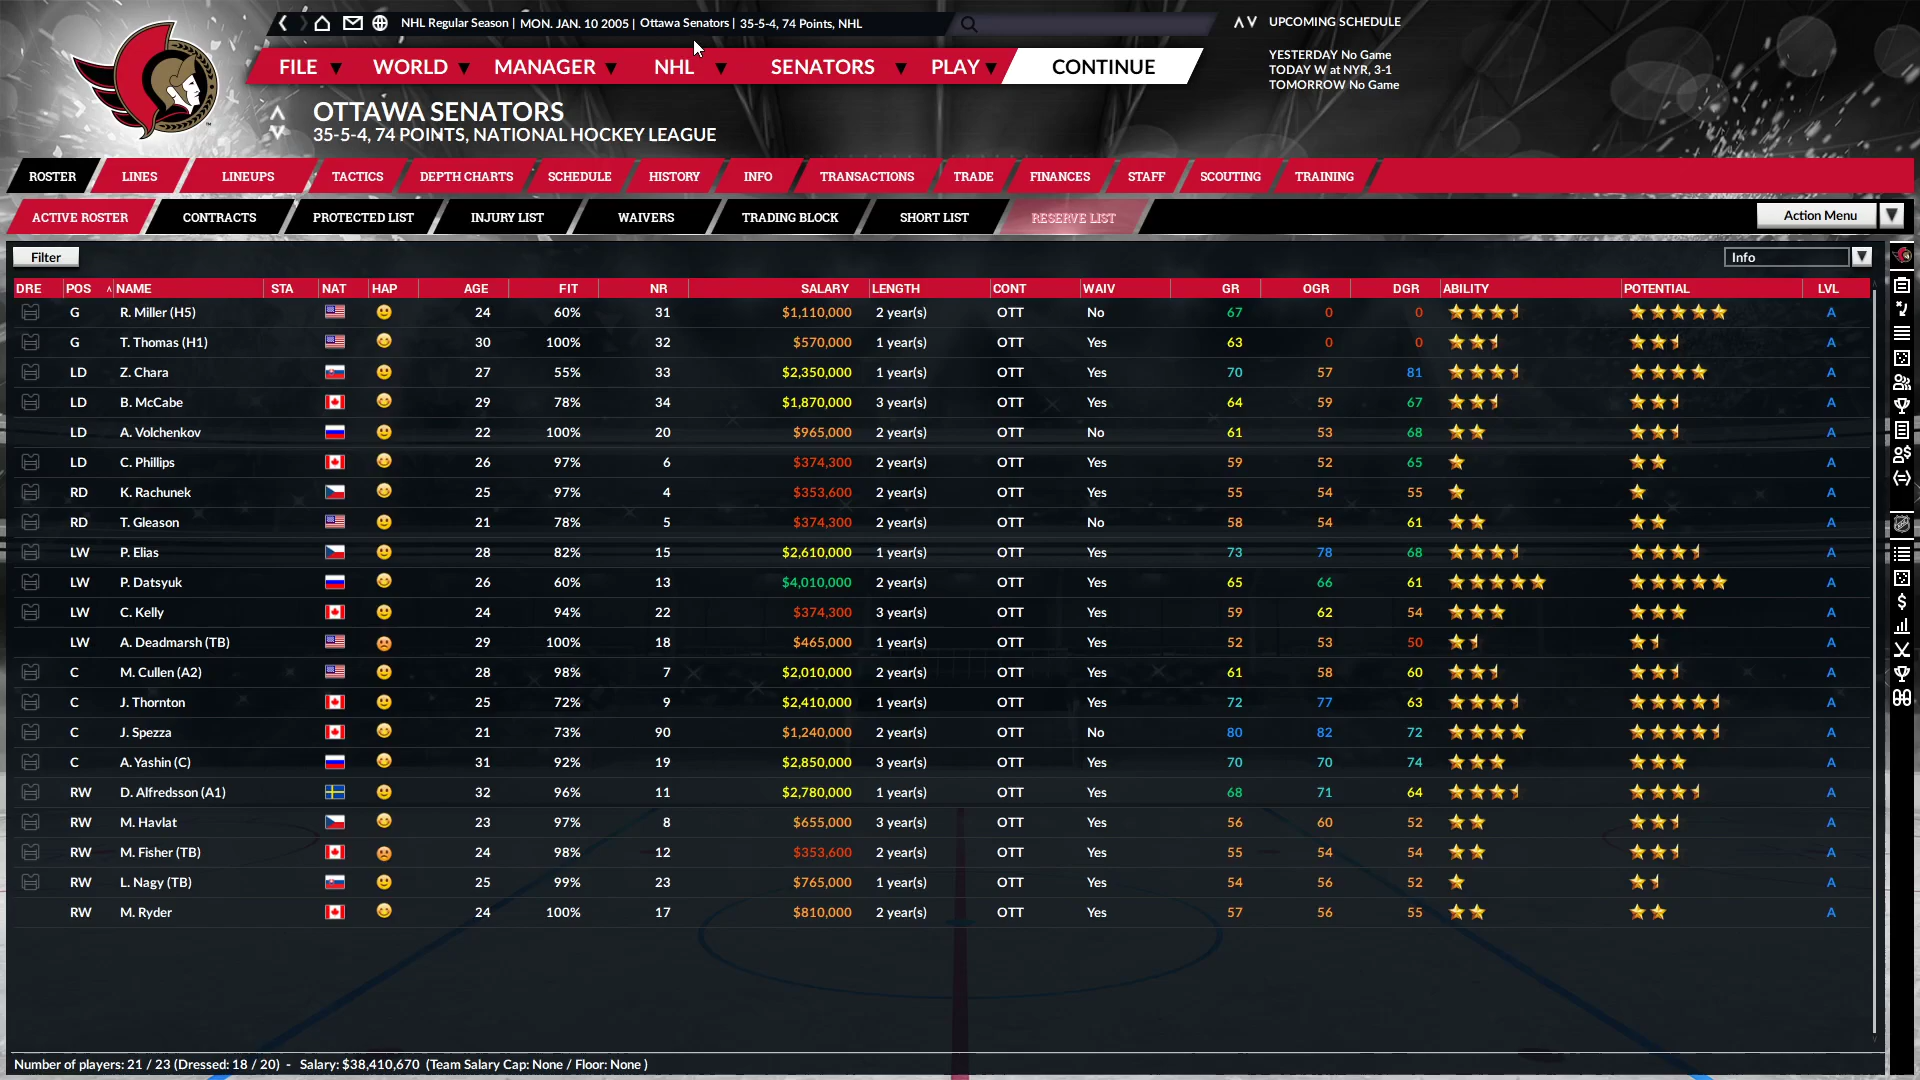 NHL Regular Season | MON. JAN. 10 2005 | Ottawa Senators | 35-5-4, 74 Points, NHL
UPCOMING SCHEDULE
YESTERDAY No Game
TODAY W at NYR, 3-1
TOMORROW No Game
FILE WORLD MANAGER NHL SENATORS PLAY CONTINUE
OTTAWA SENATORS
35-5-4, 74 POINTS, NATIONAL HOCKEY LEAGUE
ROSTER LINES LINEUPS TACTICS DEPTH CHARTS SCHEDULE HISTORY INFO TRANSACTIONS TRADE FINANCES STAFF SCOUTING TRAINING
ACTIVE ROSTER CONTRACTS PROTECTED LIST INJURY LIST WAIVERS TRADING BLOCK SHORT LIST RESERVE LIST Action Menu
Filter Info
DRE POS NAME STA NAT HAP AGE FIT NR SALARY LENGTH CONT WAIV GR OGR DGR ABILITY POTENTIAL LVL
G R. Miller (H5) 24 60% 31 $1,110,000 2 year(s) OTT No 67 0 0 A
G T. Thomas (H1) 30 100% 32 $570,000 1 year(s) OTT Yes 63 0 0 A
LD Z. Chara 27 55% 33 $2,350,000 1 year(s) OTT Yes 70 57 81 A
LD B. McCabe 29 78% 34 $1,870,000 3 year(s) OTT Yes 64 59 67 A
LD A. Volchenkov 22 100% 20 $965,000 2 year(s) OTT No 61 53 68 A
LD C. Phillips 26 97% 6 $374,300 2 year(s) OTT Yes 59 52 65 A
RD K. Rachunek 25 97% 4 $353,600 2 year(s) OTT Yes 55 54 55 A
RD T. Gleason 21 78% 5 $374,300 2 year(s) OTT No 58 54 61 A
LW P. Elias 28 82% 15 $2,610,000 1 year(s) OTT Yes 73 78 68 A
LW P. Datsyuk 26 60% 13 $4,010,000 2 year(s) OTT Yes 65 66 61 A
LW C. Kelly 24 94% 22 $374,300 3 year(s) OTT Yes 59 62 54 A
LW A. Deadmarsh (TB) 29 100% 18 $465,000 1 year(s) OTT Yes 52 53 50 A
C M. Cullen (A2) 28 98% 7 $2,010,000 2 year(s) OTT Yes 61 58 60 A
C J. Thornton 25 72% 9 $2,410,000 1 year(s) OTT Yes 72 77 63 A
C J. Spezza 21 73% 90 $1,240,000 2 year(s) OTT No 80 82 72 A
C A. Yashin (C) 31 92% 19 $2,850,000 3 year(s) OTT Yes 70 70 74 A
RW D. Alfredsson (A1) 32 96% 11 $2,780,000 1 year(s) OTT Yes 68 71 64 A
RW M. Havlat 23 97% 8 $655,000 3 year(s) OTT Yes 56 60 52 A
RW M. Fisher (TB) 24 98% 12 $353,600 2 year(s) OTT Yes 55 54 54 A
RW L. Nagy (TB) 25 99% 23 $765,000 1 year(s) OTT Yes 54 56 52 A
RW M. Ryder 24 100% 17 $810,000 2 year(s) OTT Yes 57 56 55 A
Number of players: 21 / 23 (Dressed: 18 / 20) - Salary: $38,410,670 (Team Salary Cap: None / Floor: None )